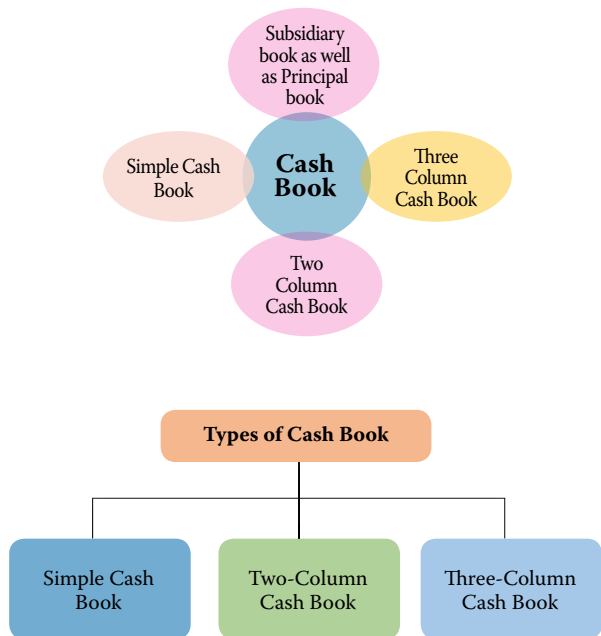 Subsidiary
book as well
as Principal
book
Simple Cash
Book
Cash
Book
Three
Column
Cash Book
Two
Column
Cash Book
Types of Cash Book
Simple Cash
Book
Two-Column
Cash Book
Three-Column
Cash Book